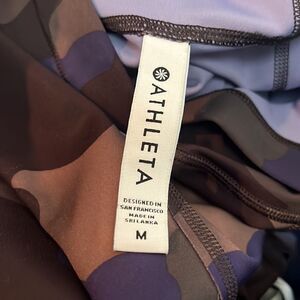 ATHLETA
DESIGNED IN
SAN FRANCISCO
MADE IN
SRI LANKA
M